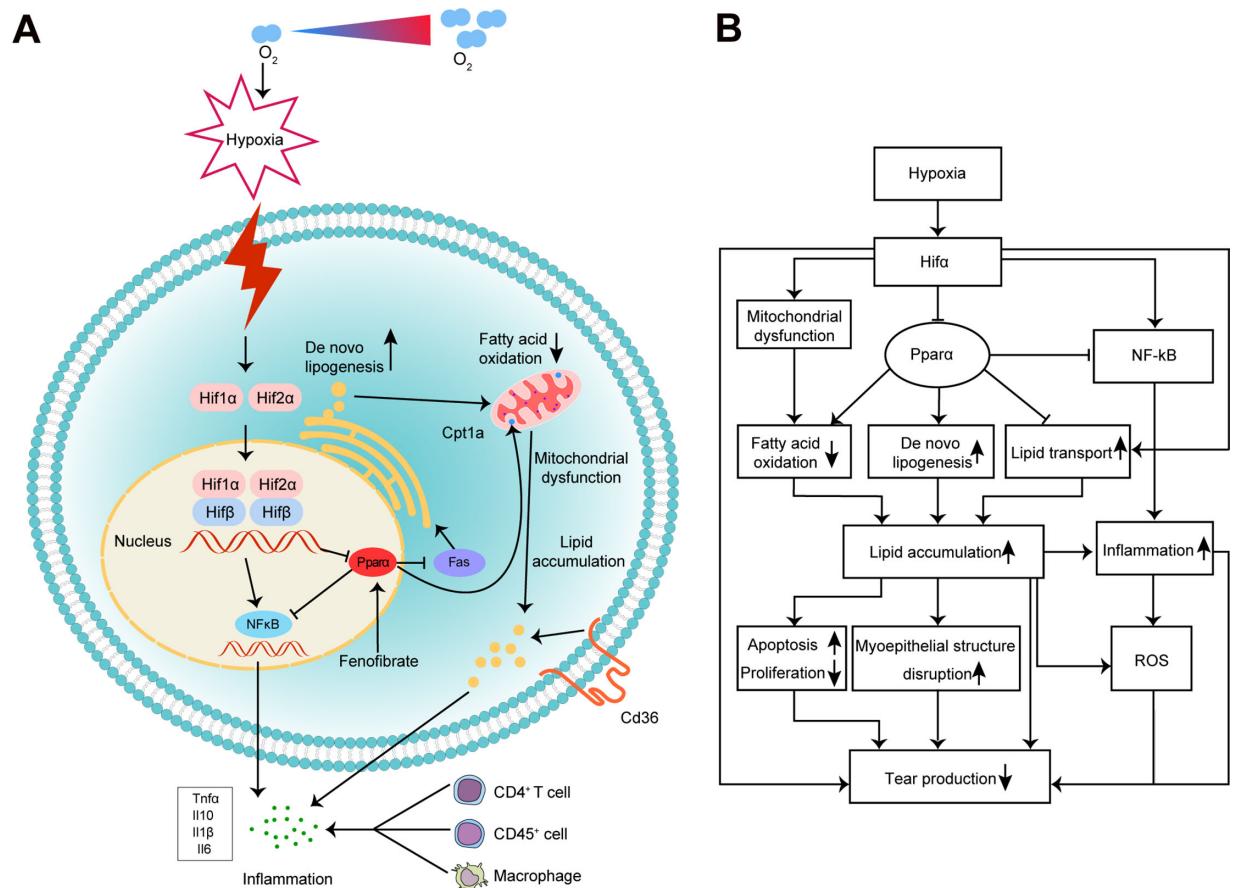 A
O₂
O₂
Hypoxia
De novo
lipogenesis
Fatty acid
oxidation
Hif1α
Hif2α
Cpt1a
Mitochondrial
dysfunction
Hif1α
Hif2α
Hifβ
Hifβ
Nucleus
Pparα
Fas
Lipid
accumulation
NFκB
Fenofibrate
Cd36
Tnfα
Il10
Il1β
Il6
CD4⁺ T cell
CD45⁺ cell
Macrophage
Inflammation
B
Hypoxia
Hifα
Mitochondrial
dysfunction
Pparα
NF-kB
Fatty acid
oxidation
De novo
lipogenesis
Lipid transport
Lipid accumulation
Inflammation
Apoptosis
Proliferation
Myoepithelial structure
disruption
ROS
Tear production